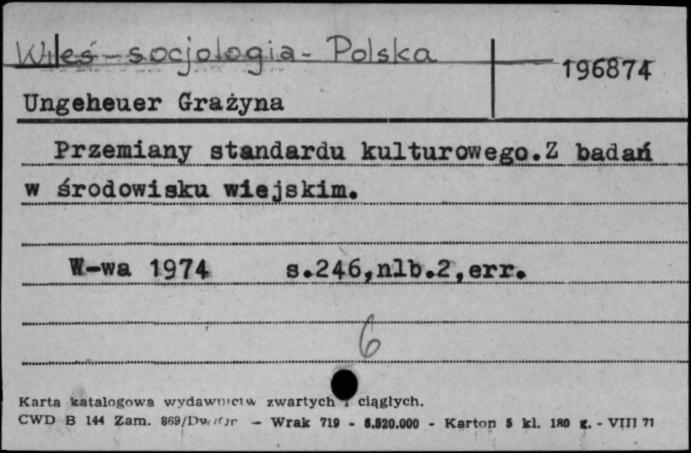 Wieś - socjologia - Polska
196874
Ungeheuer Grażyna
Przemiany standardu kulturowego.Z badań
w środowisku wiejskim.
W-wa 1974 s.246,nlb.2,err.
6
Karta katalogowa wydawnictw zwartych i ciągłych.
CWD B 144 Zam. 869/ — Wrak 719 - 6.520.000 - Karton 5 kl. 180 g. - VIII 71